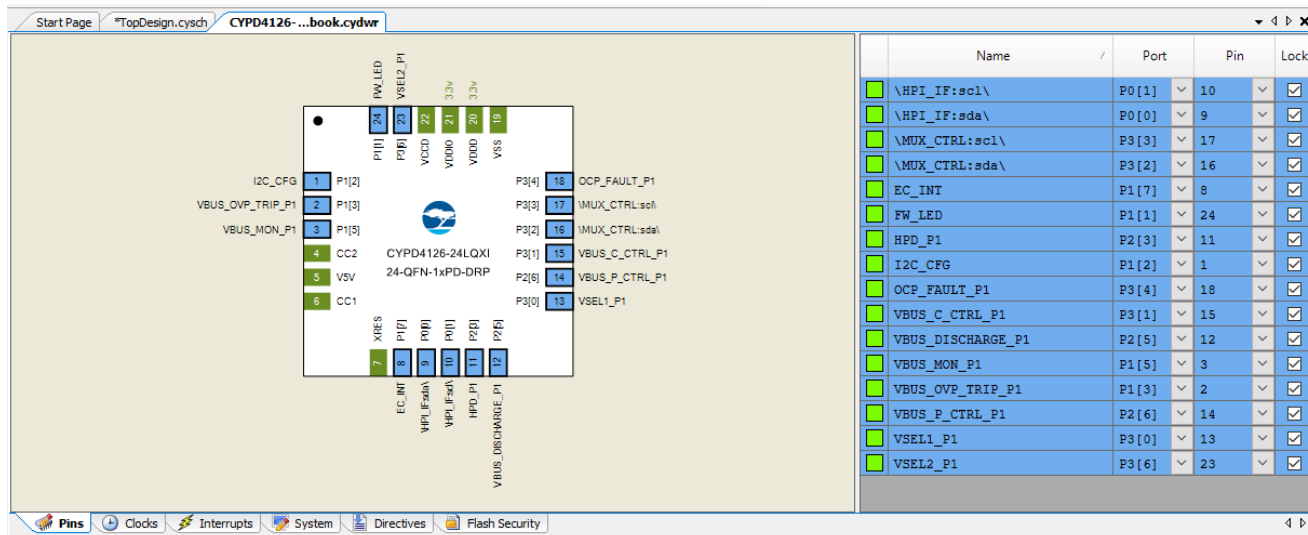 Start Page *TopDesign.cysch CYPD4126-...book.cydwr
FW_LED VSEL2_P1 3.3v 3.3v
24 23 22 21 20 19
P1[1] P3[6] VCCD VDDIO VDDD VSS
I2C_CFG 1 P1[2] P3[4] 18 OCP_FAULT_P1
VBUS_OVP_TRIP_P1 2 P1[3] P3[3] 17 \MUX_CTRL:scl\
VBUS_MON_P1 3 P1[5] P3[2] 16 \MUX_CTRL:sda\
4 CC2 CYPD4126-24LQXI P3[1] 15 VBUS_C_CTRL_P1
5 V5V 24-QFN-1xPD-DRP P2[6] 14 VBUS_P_CTRL_P1
6 CC1 P3[0] 13 VSEL1_P1
XRES P1[7] P0[0] P0[1] P2[3] P2[5]
7 8 9 10 11 12
EC_INT \HPI_IF:sda\ \HPI_IF:scl\ HPD_P1 VBUS_DISCHARGE_P1
Name / Port Pin Lock
\HPI_IF:scl\ P0[1] 10
\HPI_IF:sda\ P0[0] 9
\MUX_CTRL:scl\ P3[3] 17
\MUX_CTRL:sda\ P3[2] 16
EC_INT P1[7] 8
FW_LED P1[1] 24
HPD_P1 P2[3] 11
I2C_CFG P1[2] 1
OCP_FAULT_P1 P3[4] 18
VBUS_C_CTRL_P1 P3[1] 15
VBUS_DISCHARGE_P1 P2[5] 12
VBUS_MON_P1 P1[5] 3
VBUS_OVP_TRIP_P1 P1[3] 2
VBUS_P_CTRL_P1 P2[6] 14
VSEL1_P1 P3[0] 13
VSEL2_P1 P3[6] 23
Pins Clocks Interrupts System Directives Flash Security